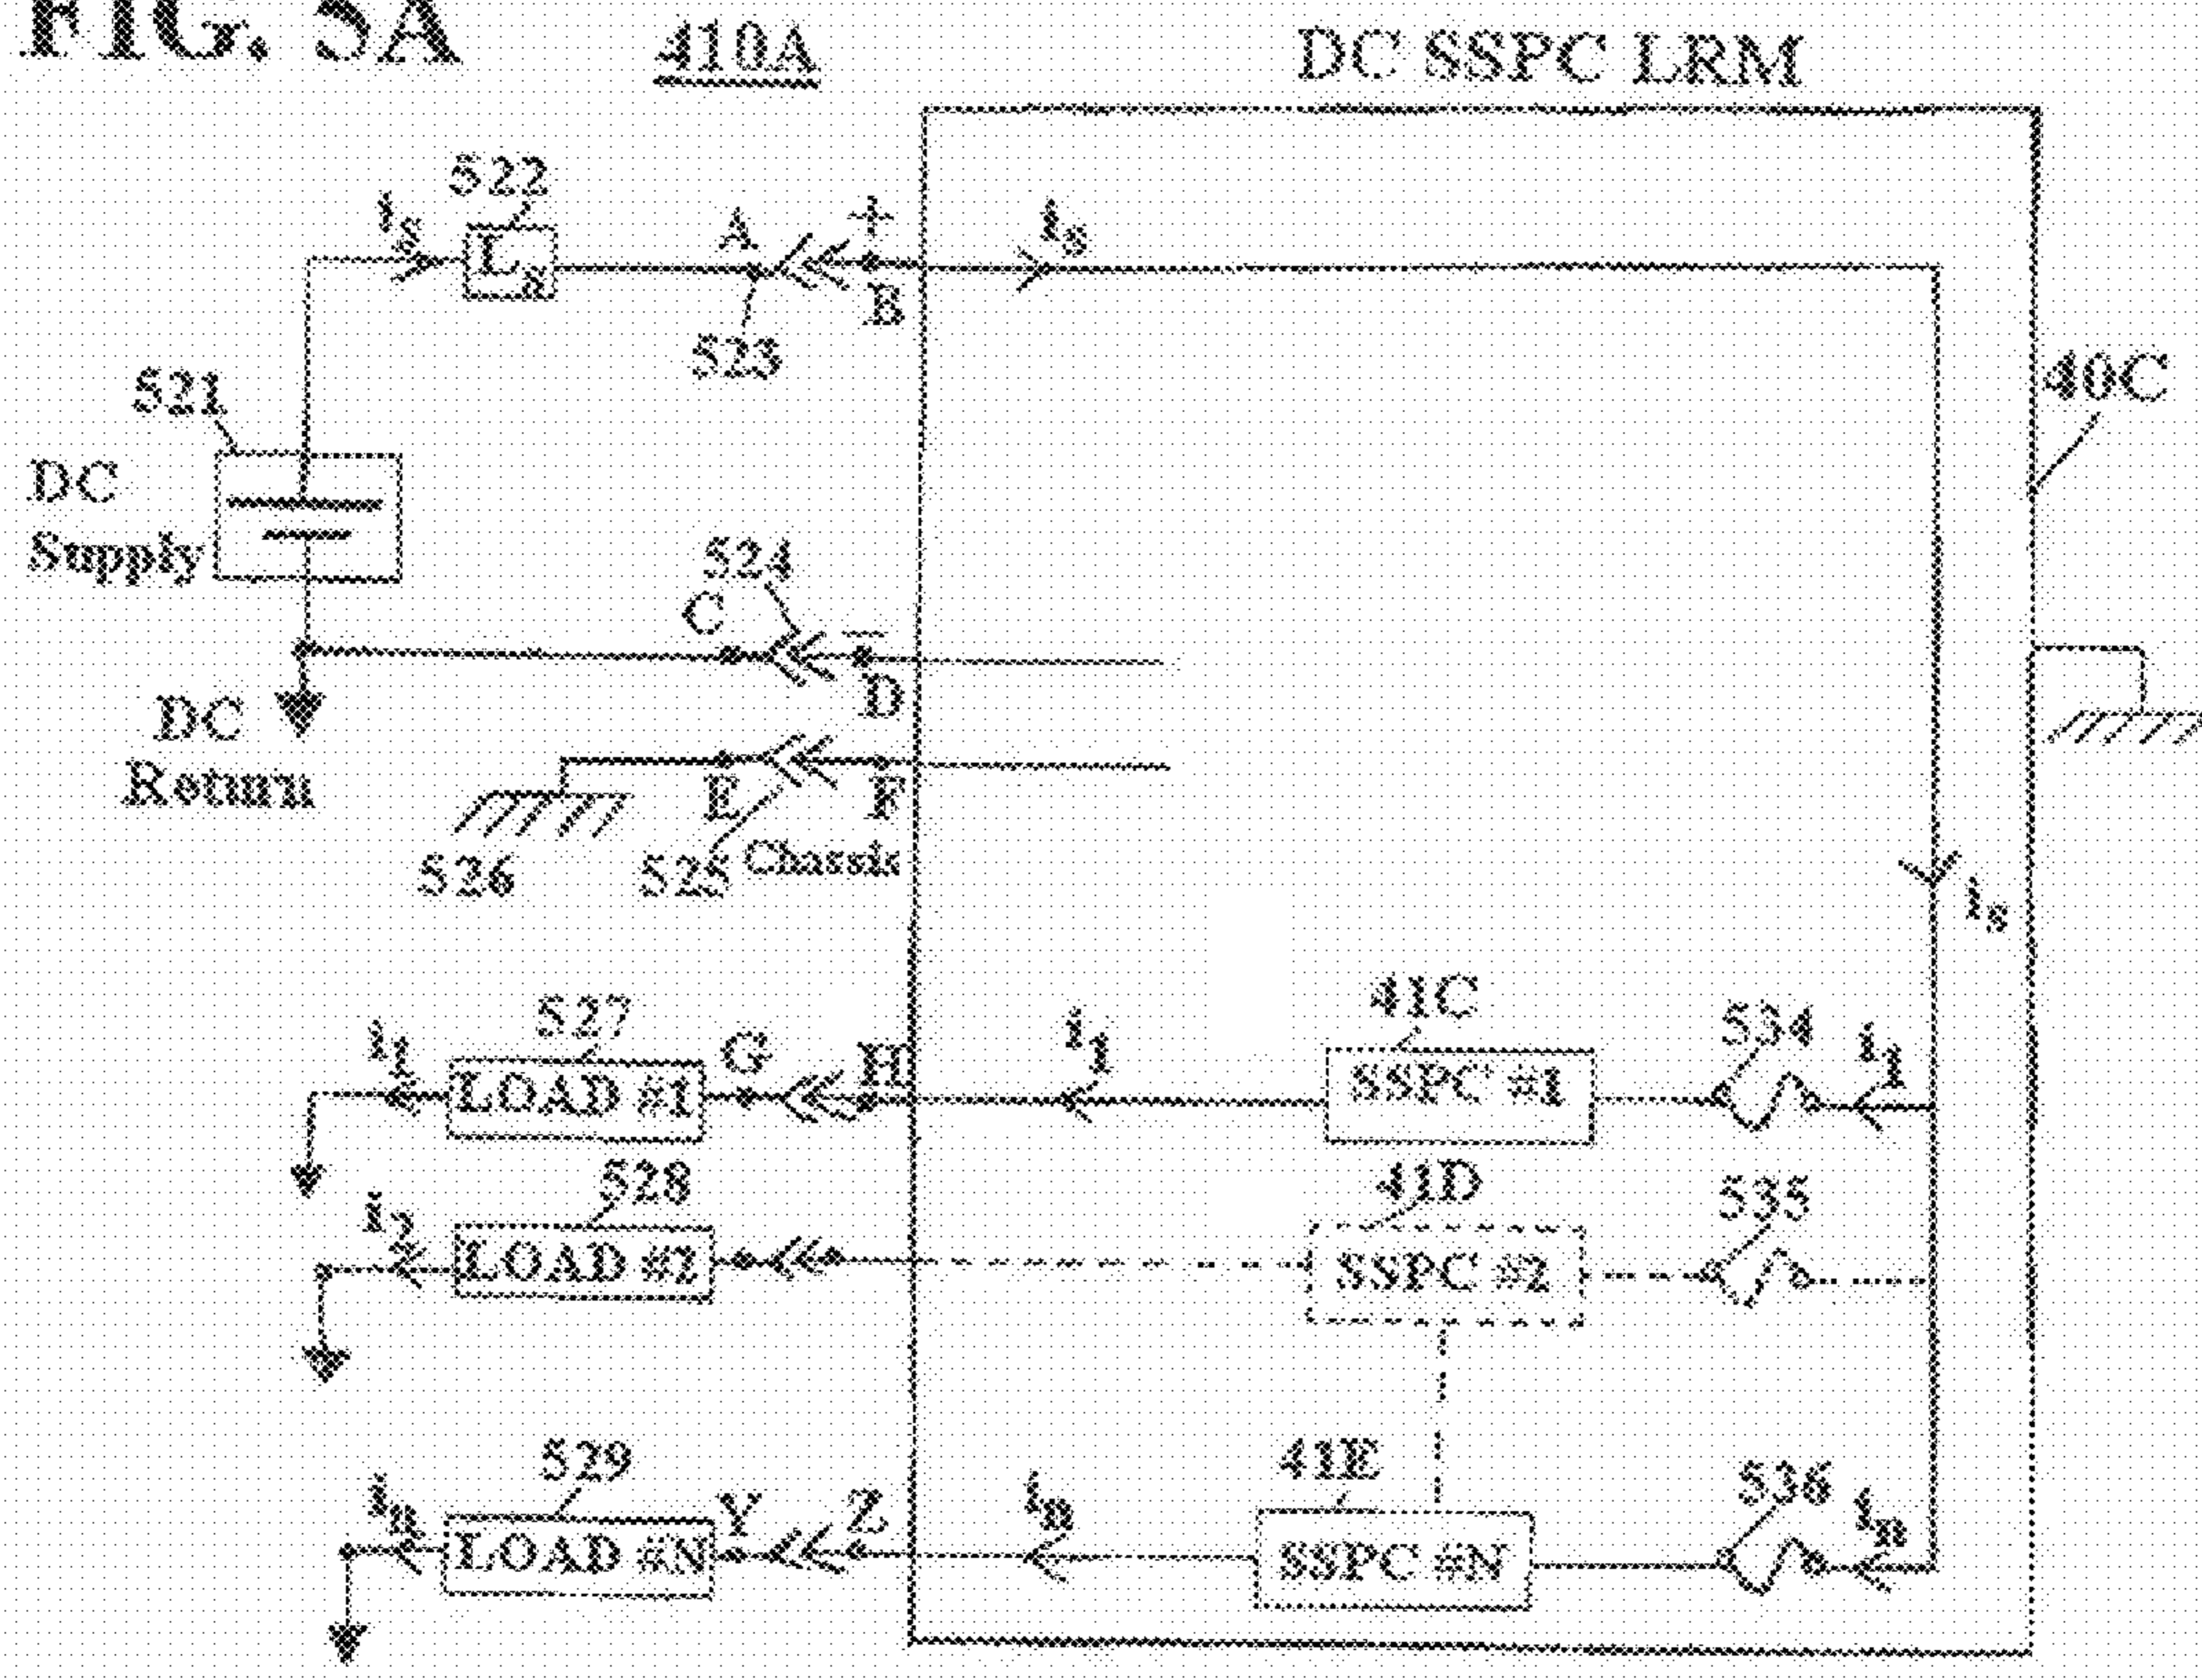 FIG. 5A
410A
DC SSPC LRM
522
is
Ls
A
+
B
is
523
521
40C
DC
Supply
524
C
−
D
DC
Return
E
F
526
525
Chassis
is
527
41C
534
i1
LOAD #1
G
H
i1
SSPC #1
i1
528
41D
535
i2
LOAD #2
SSPC #2
529
41E
536
in
LOAD #N
Y
Z
in
SSPC #N
in